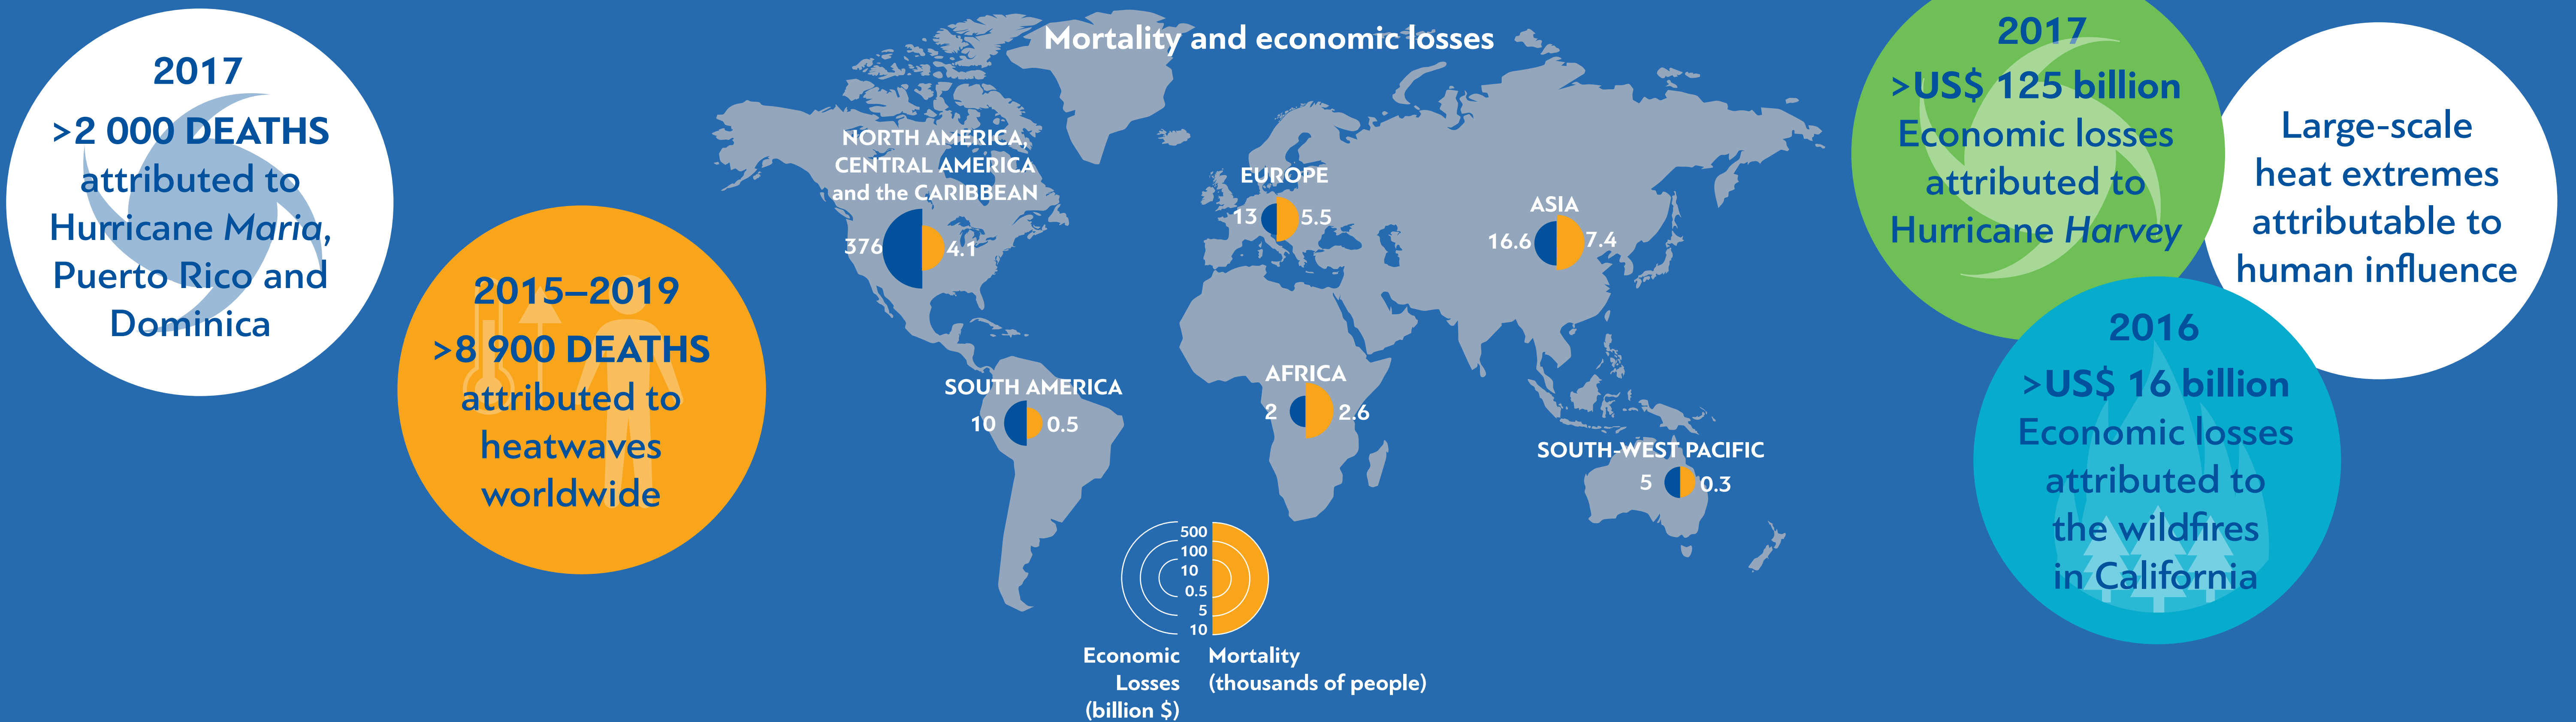 2017
>2 000 DEATHS
attributed to
Hurricane Maria,
Puerto Rico and
Dominica
2015–2019
>8 900 DEATHS
attributed to
heatwaves
worldwide
Mortality and economic losses
NORTH AMERICA,
CENTRAL AMERICA
and the CARIBBEAN
376 4.1
EUROPE
13 5.5
ASIA
16.6 7.4
SOUTH AMERICA
10 0.5
AFRICA
2 2.6
SOUTH-WEST PACIFIC
5 0.3
500
100
10
0.5
5
10
Economic
Losses
(billion $)
Mortality
(thousands of people)
2017
>US$ 125 billion
Economic losses
attributed to
Hurricane Harvey
Large-scale
heat extremes
attributable to
human influence
2016
>US$ 16 billion
Economic losses
attributed to
the wildfires
in California